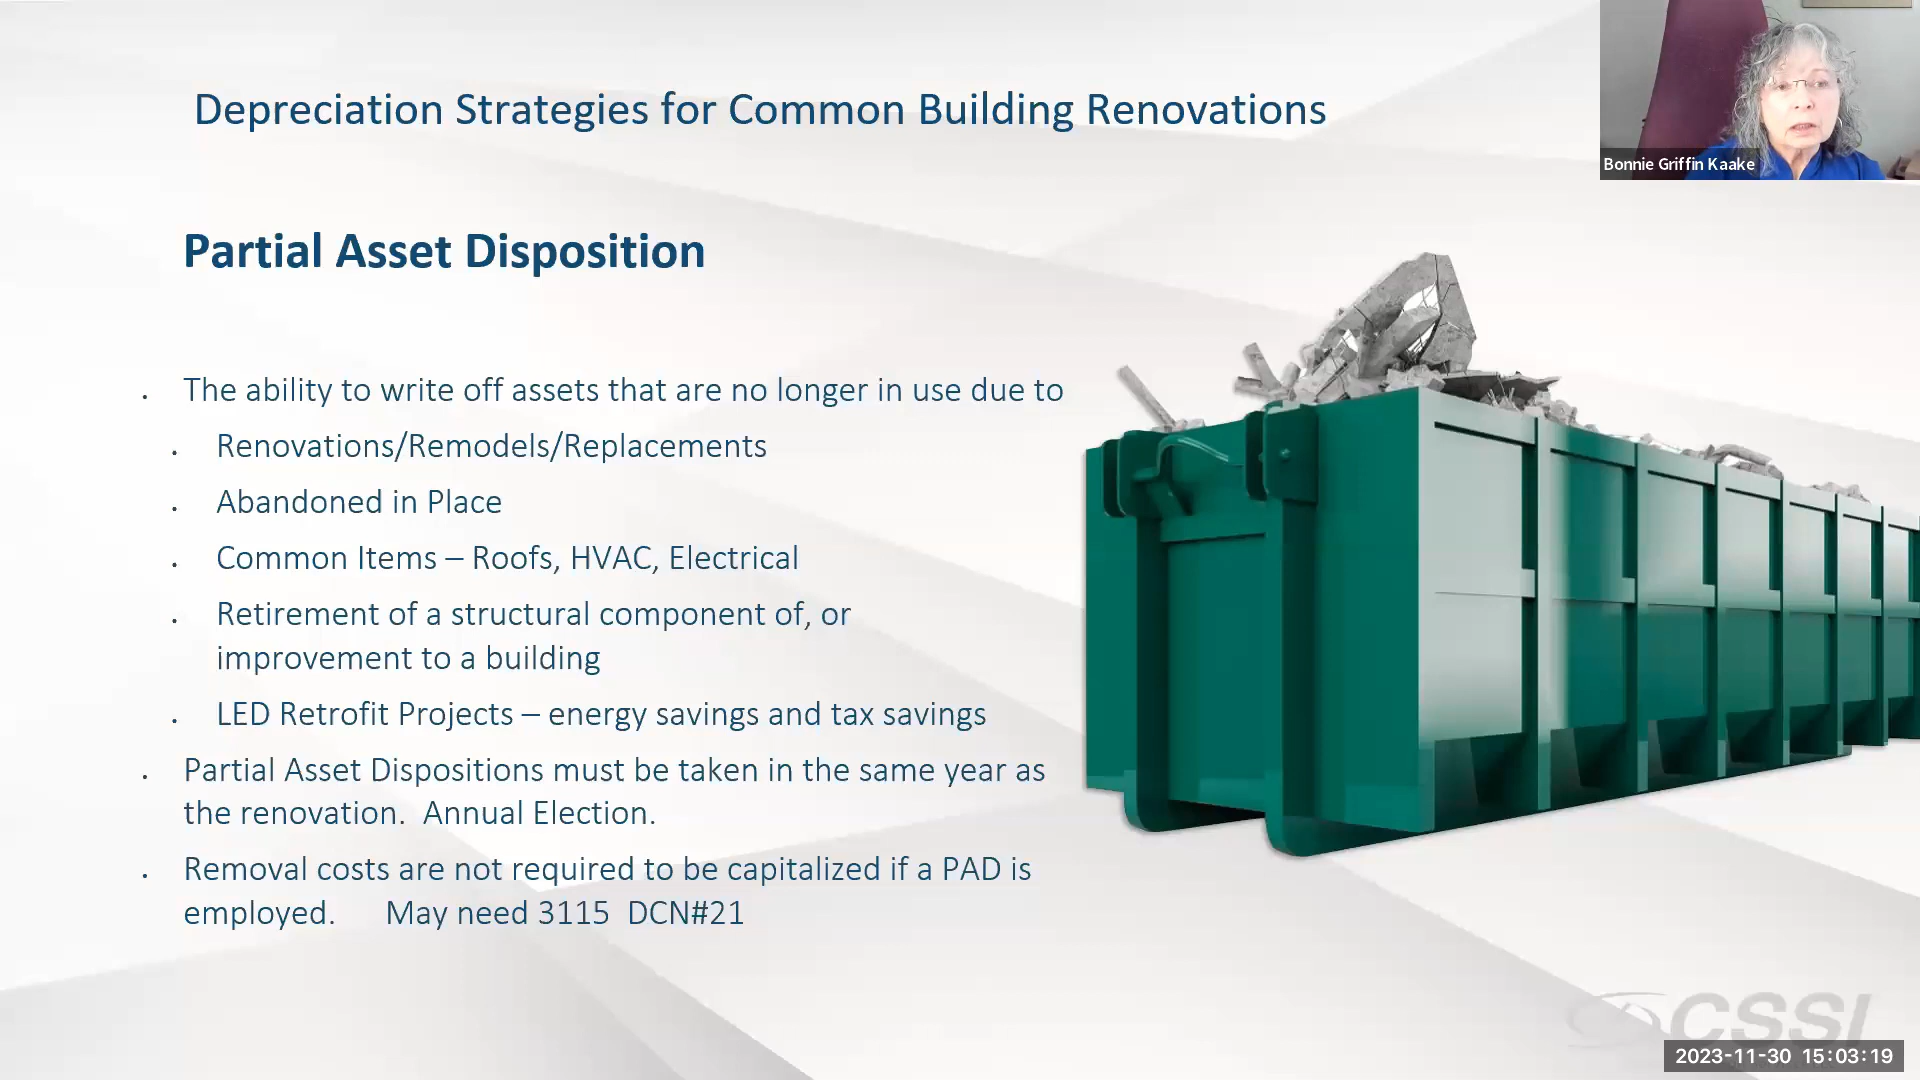 Depreciation Strategies for Common Building Renovations
Bonnie Griffin Kaake
Partial Asset Disposition
The ability to write off assets that are no longer in use due to
Renovations/Remodels/Replacements
Abandoned in Place
Common Items – Roofs, HVAC, Electrical
Retirement of a structural component of, or
improvement to a building
LED Retrofit Projects – energy savings and tax savings
Partial Asset Dispositions must be taken in the same year as
the renovation.  Annual Election.
Removal costs are not required to be capitalized if a PAD is
employed.      May need 3115  DCN#21
CSSI
2023-11-30 15:03:19